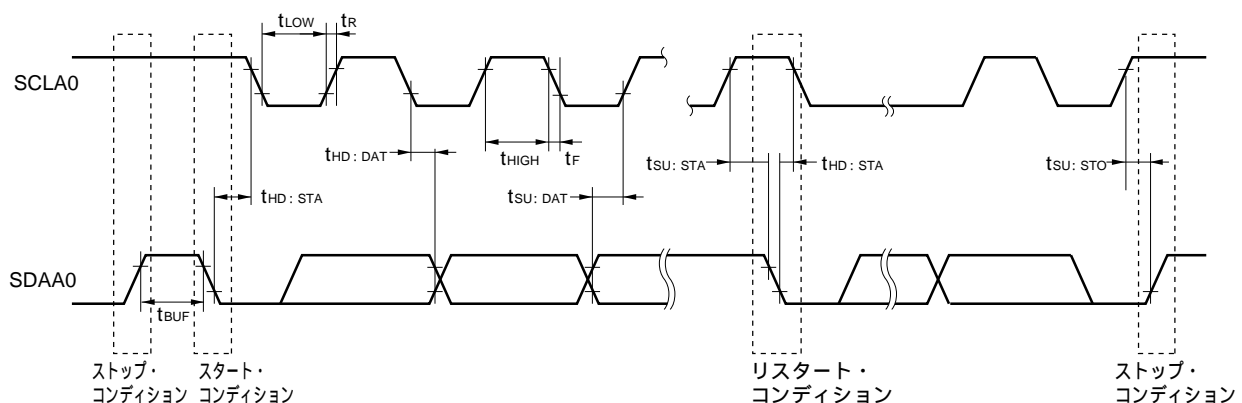 tLOW tR
SCLA0
tHD : DAT tHIGH tF tSU : STA tHD : STA tSU : STO
tHD : STA tSU : DAT
SDAA0
tBUF
ストップ・ スタート・ リスタート・ ストップ・
コンディション コンディション コンディション コンディション